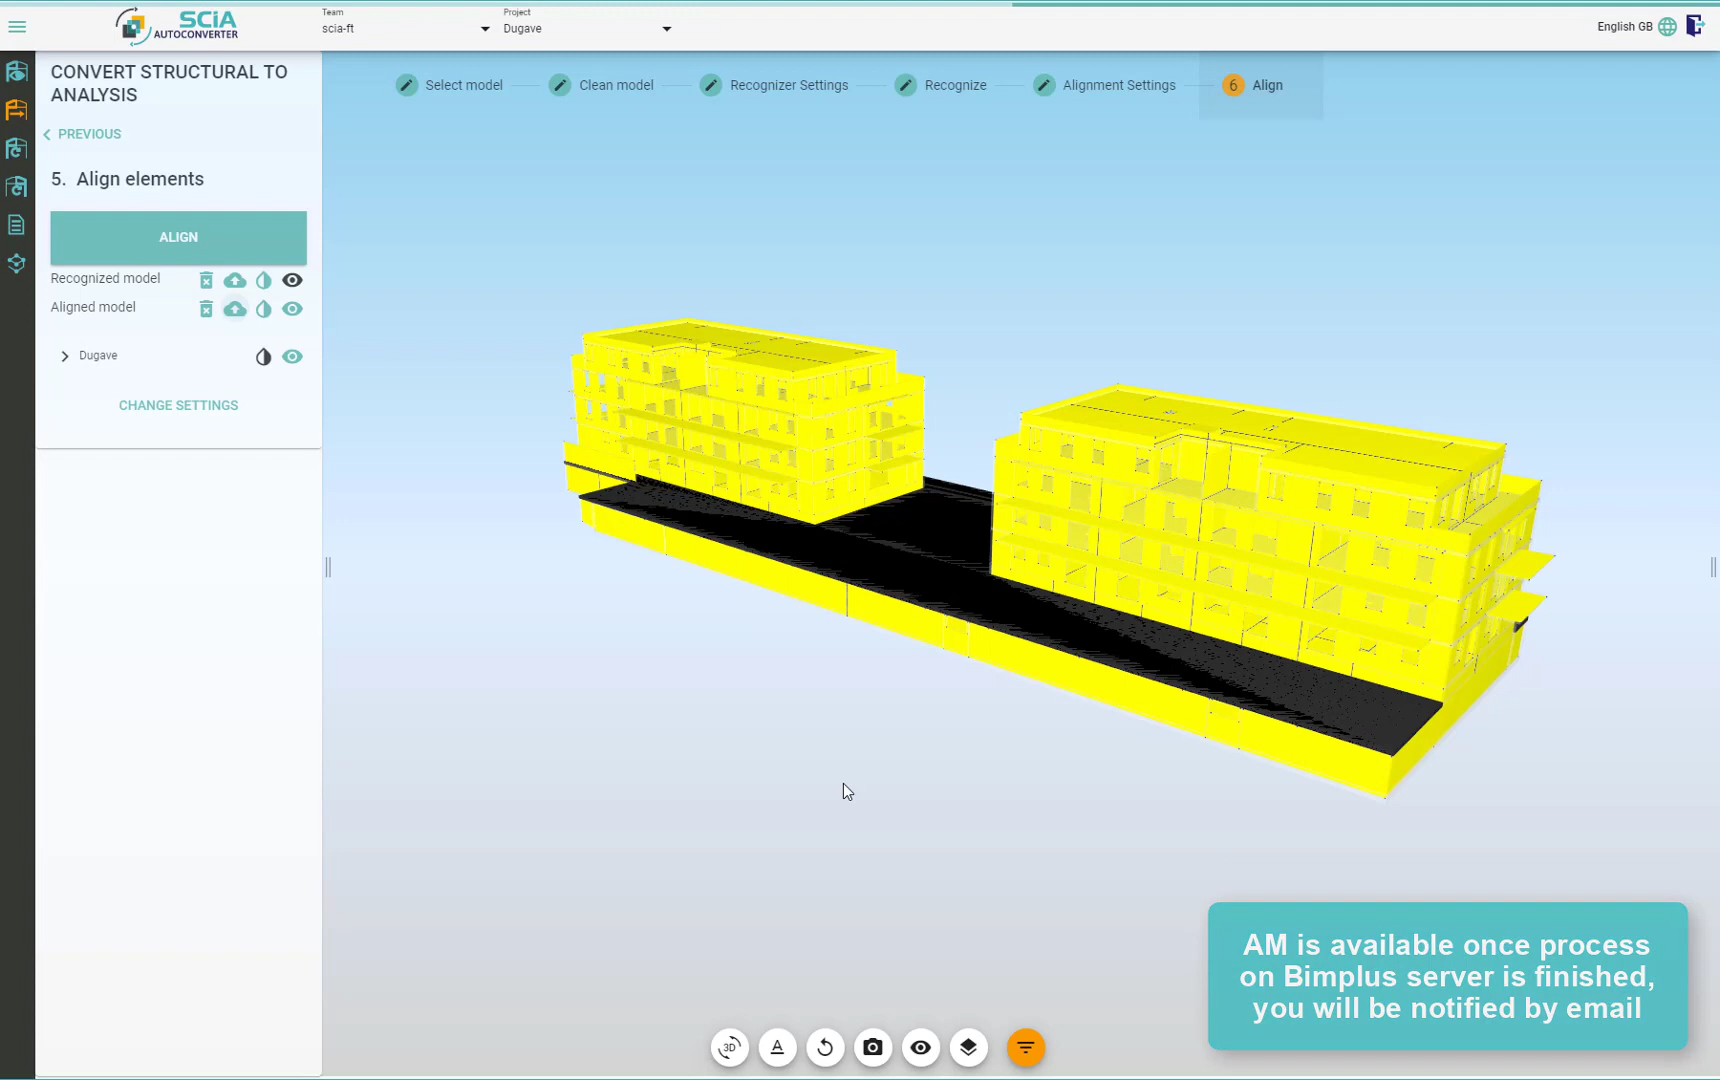 SCiA
AUTOCONVERTER
Team
scia-ft
Project
Dugave
English GB
CONVERT STRUCTURAL TO
ANALYSIS
PREVIOUS
Select model
Clean model
Recognizer Settings
Recognize
Alignment Settings
6 Align
5. Align elements
ALIGN
Recognized model
Aligned model
Dugave
CHANGE SETTINGS
AM is available once process
on Bimplus server is finished,
you will be notified by email
3D
A